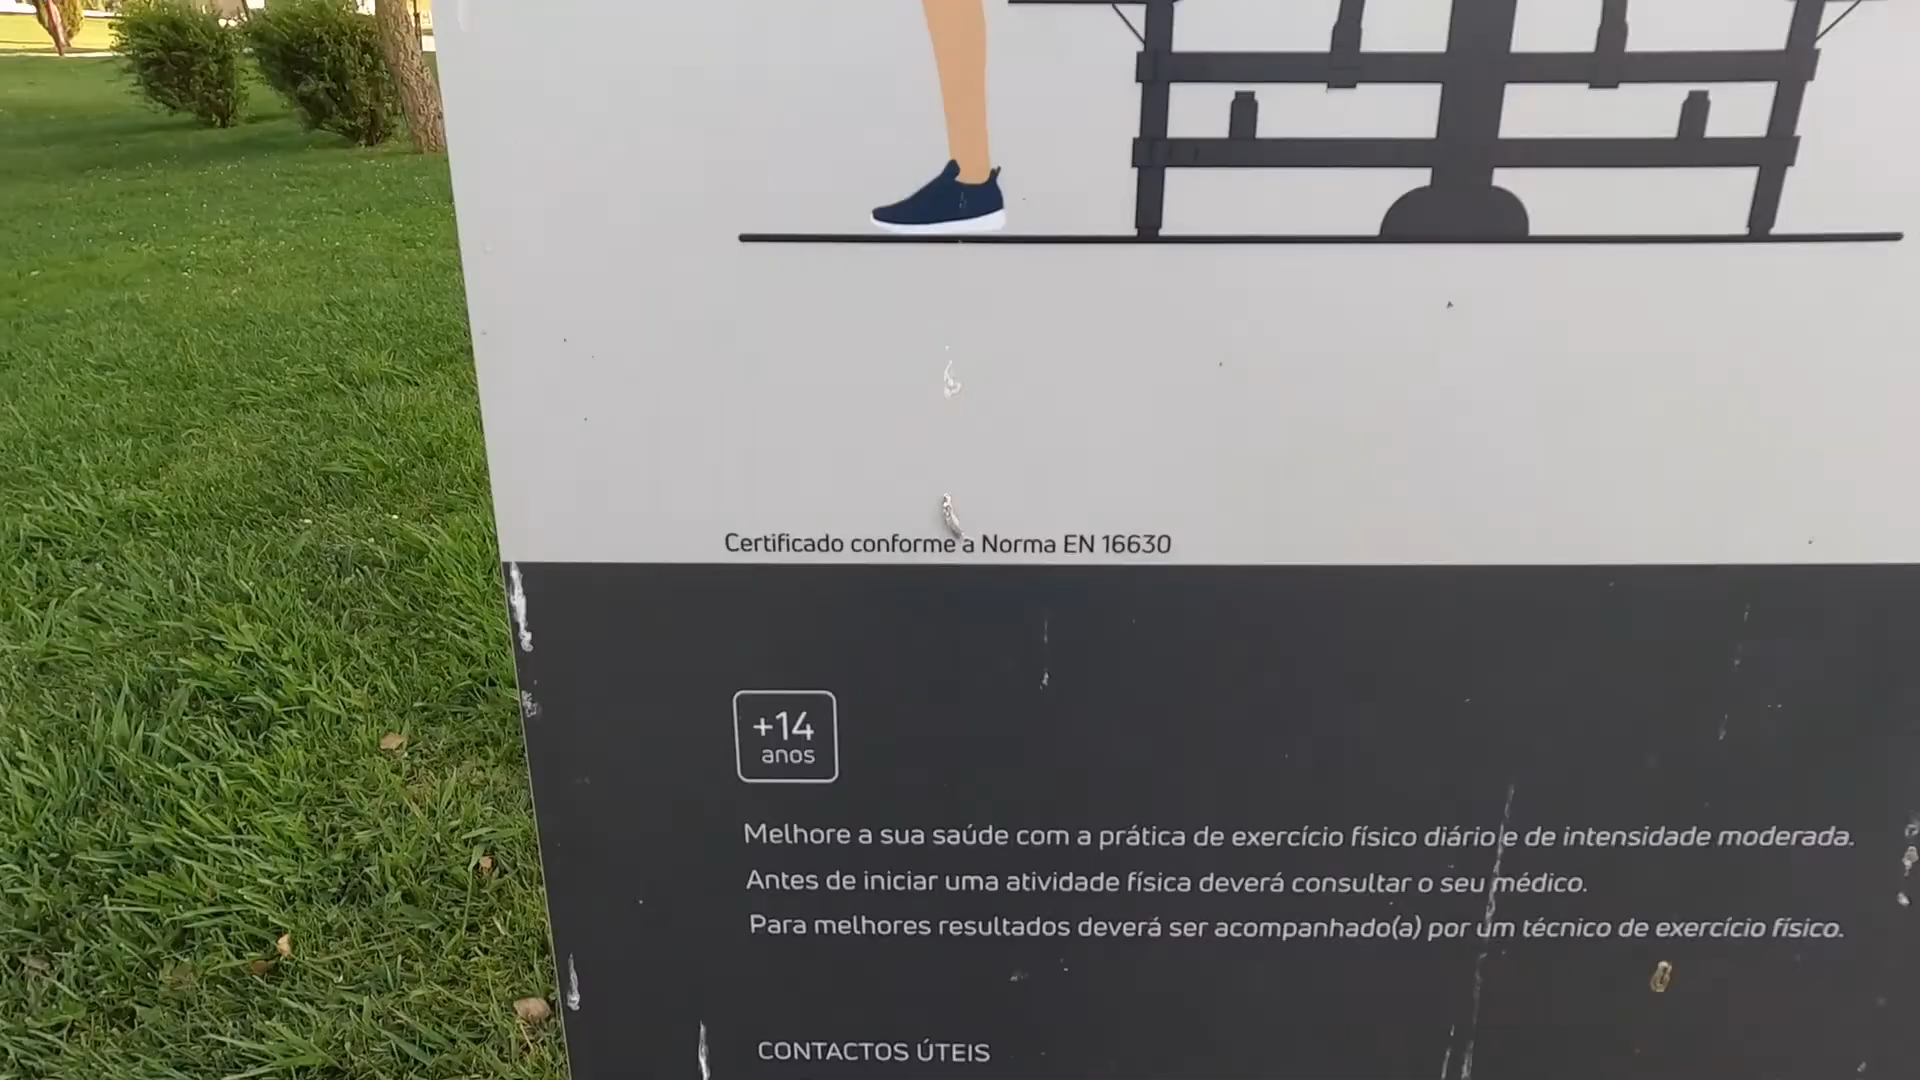 Certificado conforme a Norma EN 16630
+14
anos
Melhore a sua saúde com a prática de exercício físico diário e de intensidade moderada.
Antes de iniciar uma atividade física deverá consultar o seu médico.
Para melhores resultados deverá ser acompanhado(a) por um técnico de exercício físico.
CONTACTOS ÚTEIS